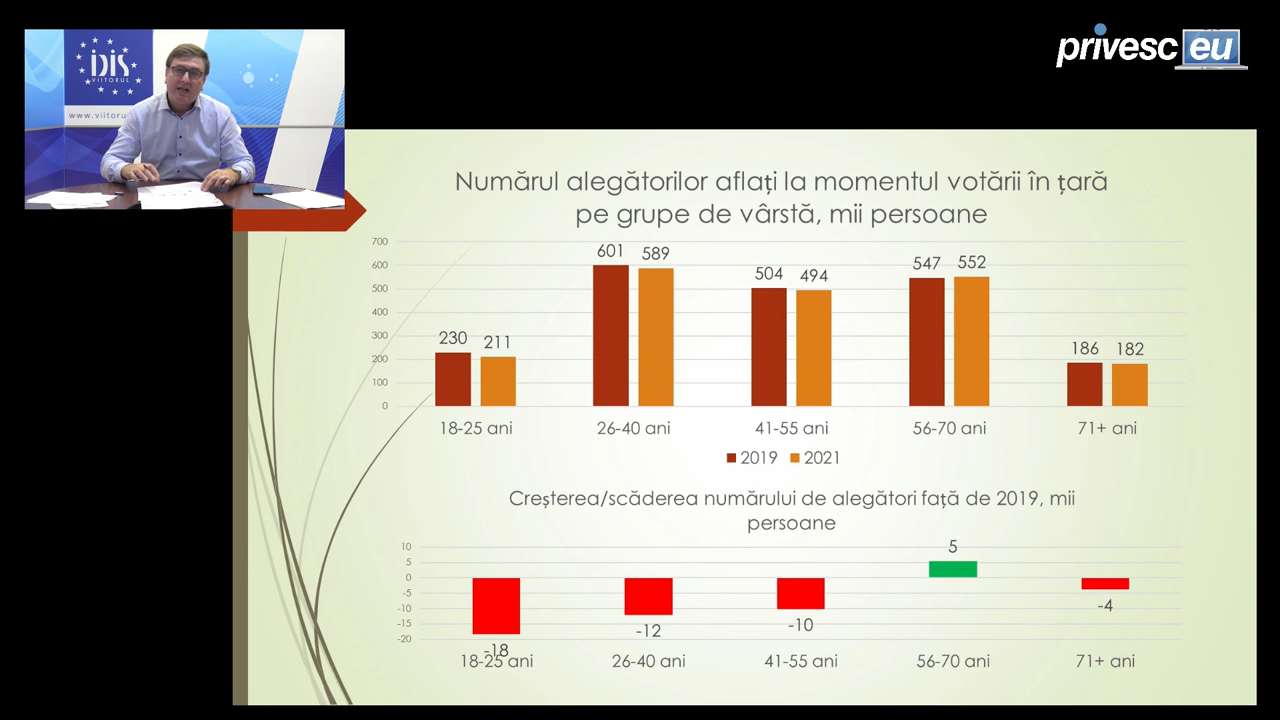 IDIS
VIITORUL
www.viitoru
privesc eu
Numărul alegătorilor aflați la momentul votării în țară
pe grupe de vârstă, mii persoane
700
600
500
400
300
200
100
0
230 211 601 589 504 494 547 552 186 182
18-25 ani 26-40 ani 41-55 ani 56-70 ani 71+ ani
2019 2021
Creșterea/scăderea numărului de alegători față de 2019, mii
persoane
10
5
0
-5
-10
-15
-20
-18 -12 -10 5 -4
18-25 ani 26-40 ani 41-55 ani 56-70 ani 71+ ani